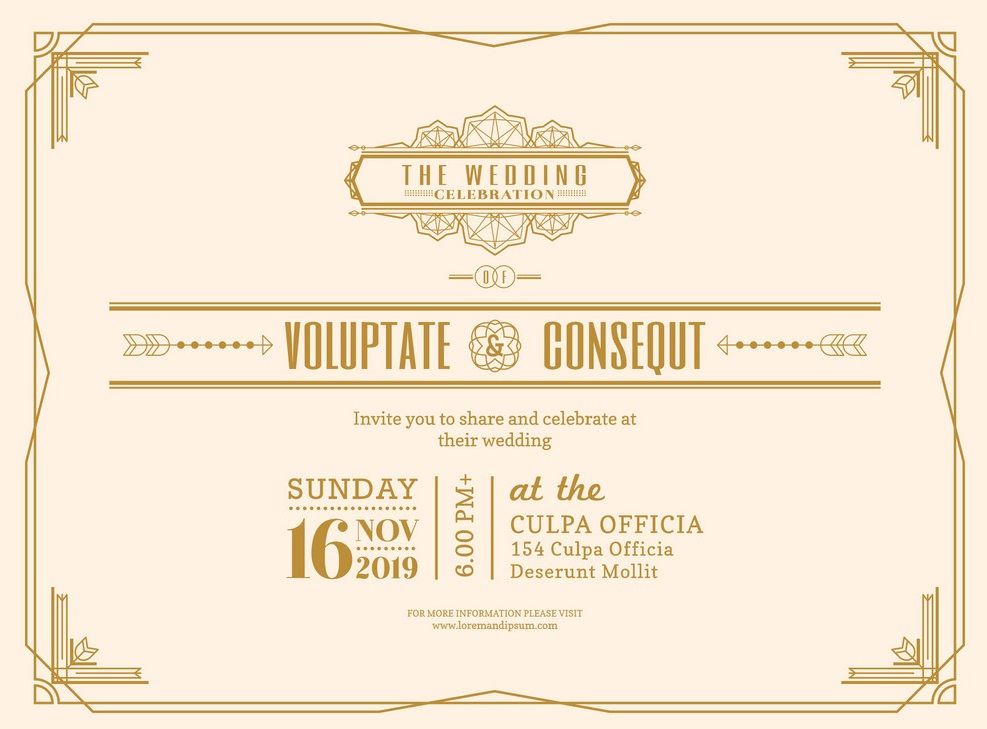 THE WEDDING
CELEBRATION
OF
VOLUPTATE & CONSEQUT
Invite you to share and celebrate at
their wedding
SUNDAY
16 NOV
2019
6.00 PM+
at the
CULPA OFFICIA
154 Culpa Officia
Deserunt Mollit
FOR MORE INFORMATION PLEASE VISIT
www.loremandipsum.com